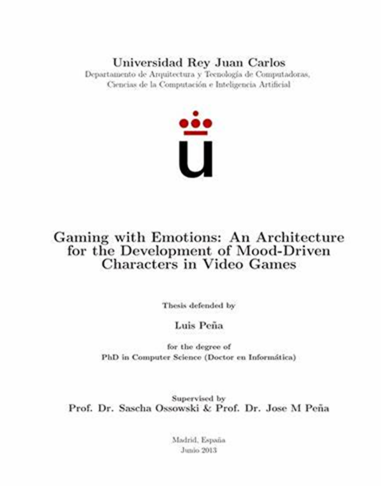 Universidad Rey Juan Carlos
Departamento de Arquitectura y Tecnología de Computadoras,
Ciencias de la Computación e Inteligencia Artificial
u
Gaming with Emotions: An Architecture
for the Development of Mood-Driven
Characters in Video Games
Thesis defended by
Luis Peña
for the degree of
PhD in Computer Science (Doctor en Informática)
Supervised by
Prof. Dr. Sascha Ossowski & Prof. Dr. Jose M Peña
Madrid, España
Junio 2013